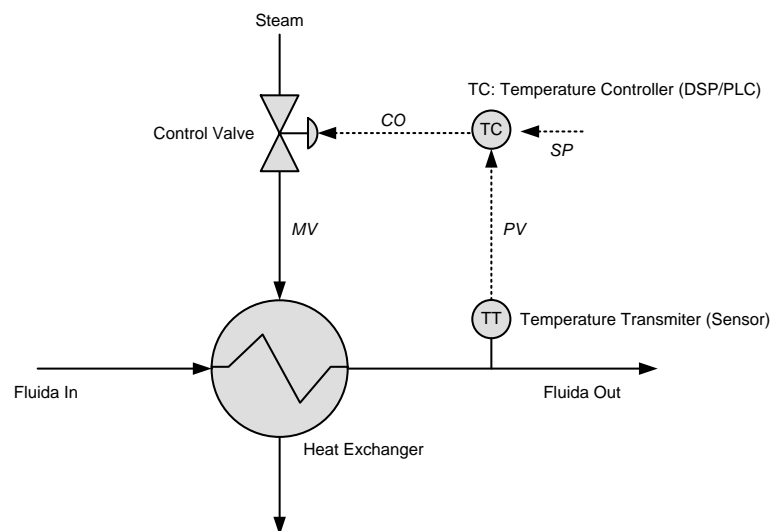 Steam
TC: Temperature Controller (DSP/PLC)
Control Valve
CO
TC
SP
MV
PV
TT
Temperature Transmiter (Sensor)
Fluida In
Fluida Out
Heat Exchanger